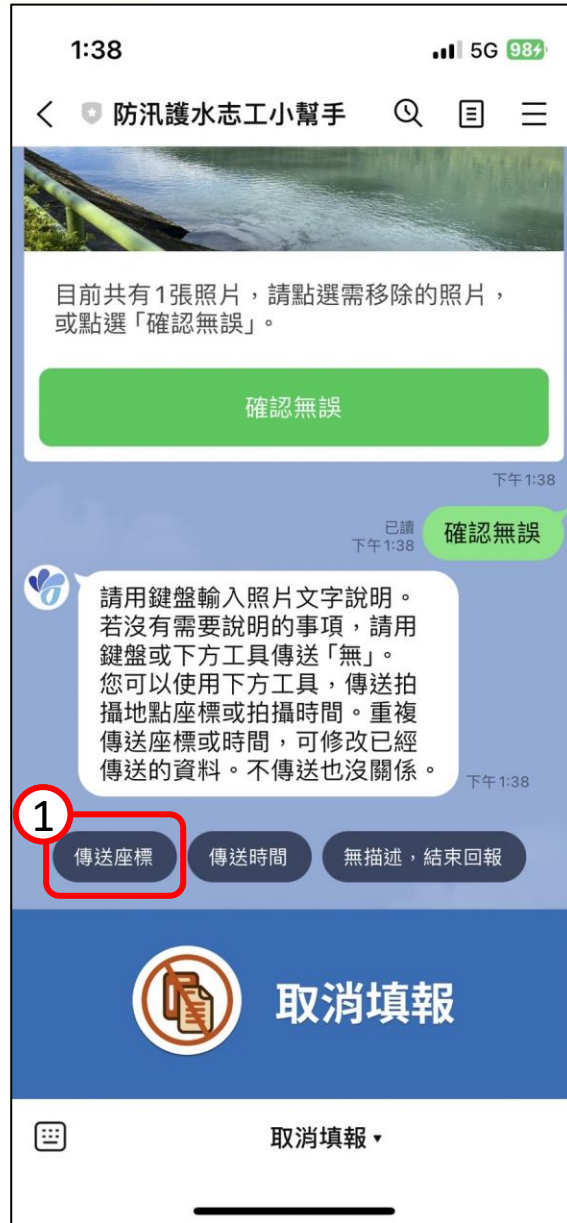 1:38
5G 98
防汛護水志工小幫手
目前共有1張照片，請點選需移除的照片，
或點選「確認無誤」。
確認無誤
下午1:38
已讀
下午1:38
確認無誤
請用鍵盤輸入照片文字說明。
若沒有需要說明的事項，請用
鍵盤或下方工具傳送「無」。
您可以使用下方工具，傳送拍
攝地點座標或拍攝時間。重複
傳送座標或時間，可修改已經
傳送的資料。不傳送也沒關係。
下午1:38
1
傳送座標
傳送時間
無描述，結束回報
取消填報
取消填報